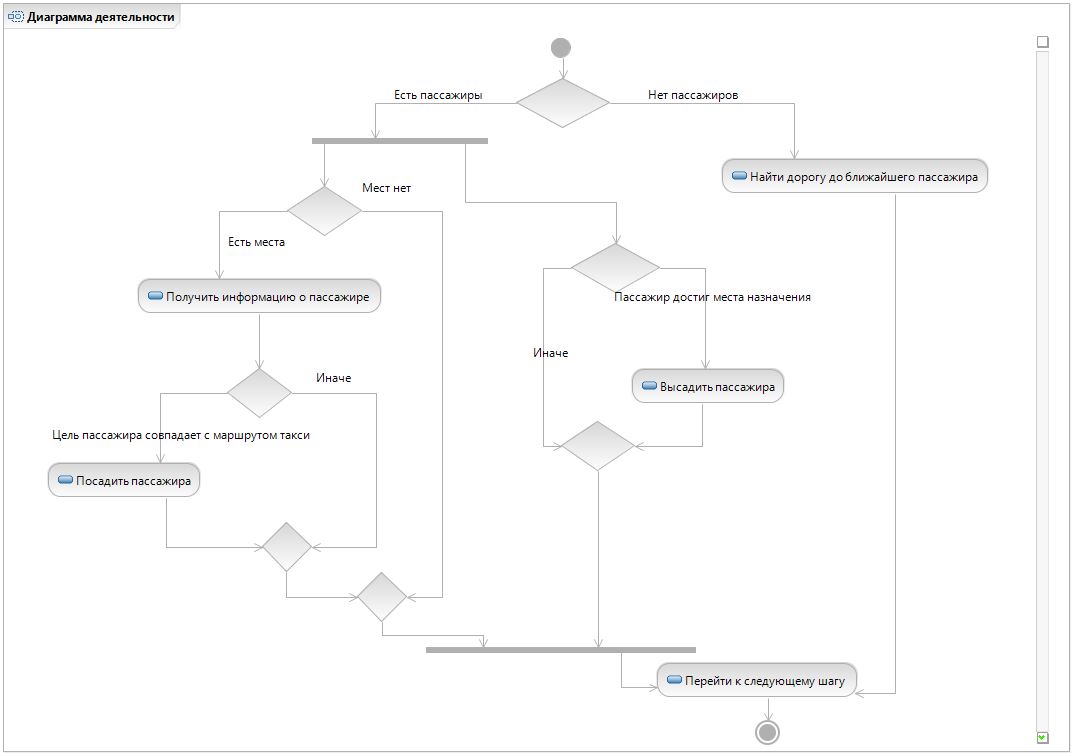 Диаграмма деятельности
Есть пассажиры
Нет пассажиров
Найти дорогу до ближайшего пассажира
Мест нет
Есть места
Получить информацию о пассажире
Пассажир достиг места назначения
Иначе
Иначе
Высадить пассажира
Цель пассажира совпадает с маршрутом такси
Посадить пассажира
Перейти к следующему шагу